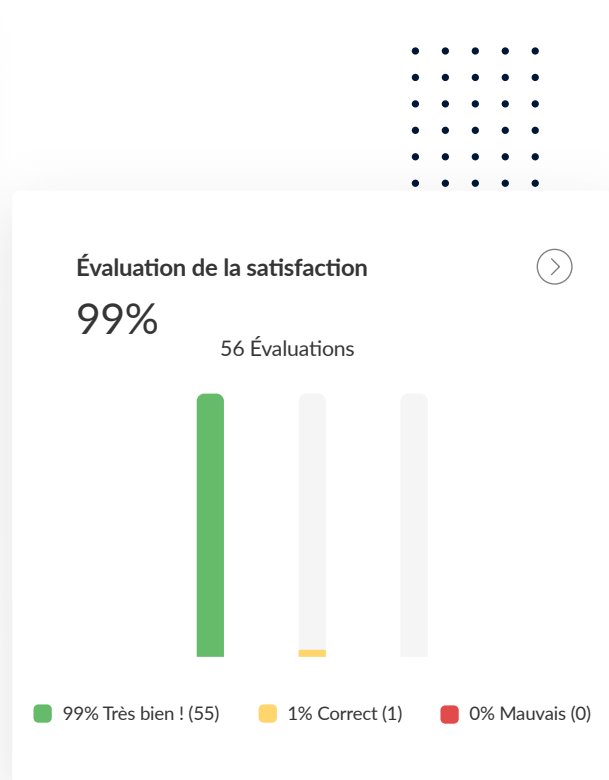 Évaluation de la satisfaction
99%
56 Évaluations
99% Très bien ! (55)
1% Correct (1)
0% Mauvais (0)